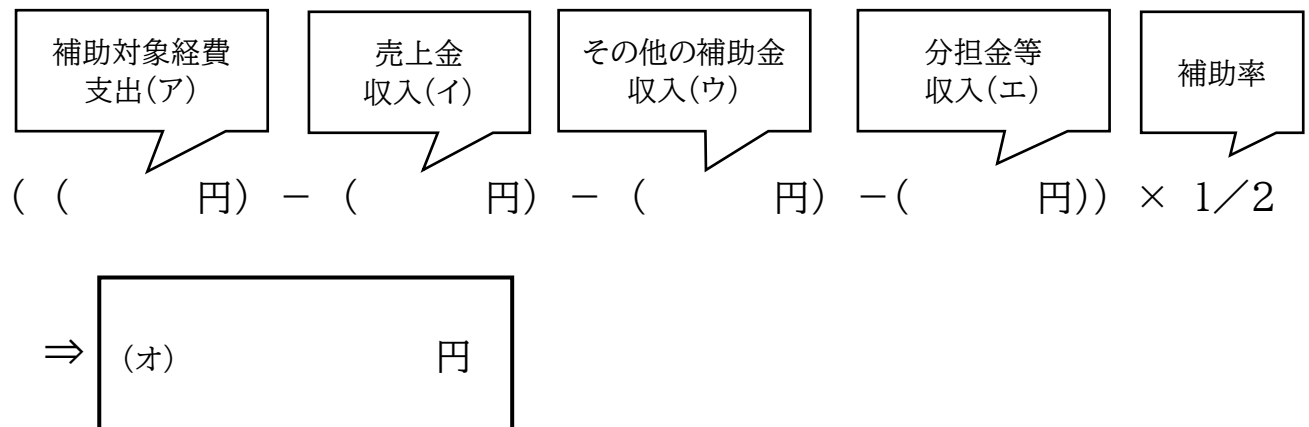 補助対象経費
支出(ア)
売上金
収入(イ)
その他の補助金
収入(ウ)
分担金等
収入(エ)
補助率
( (　　　円) － (　　　円) － (　　　円) －(　　　円)) × 1／2
⇒ (オ)　　　円